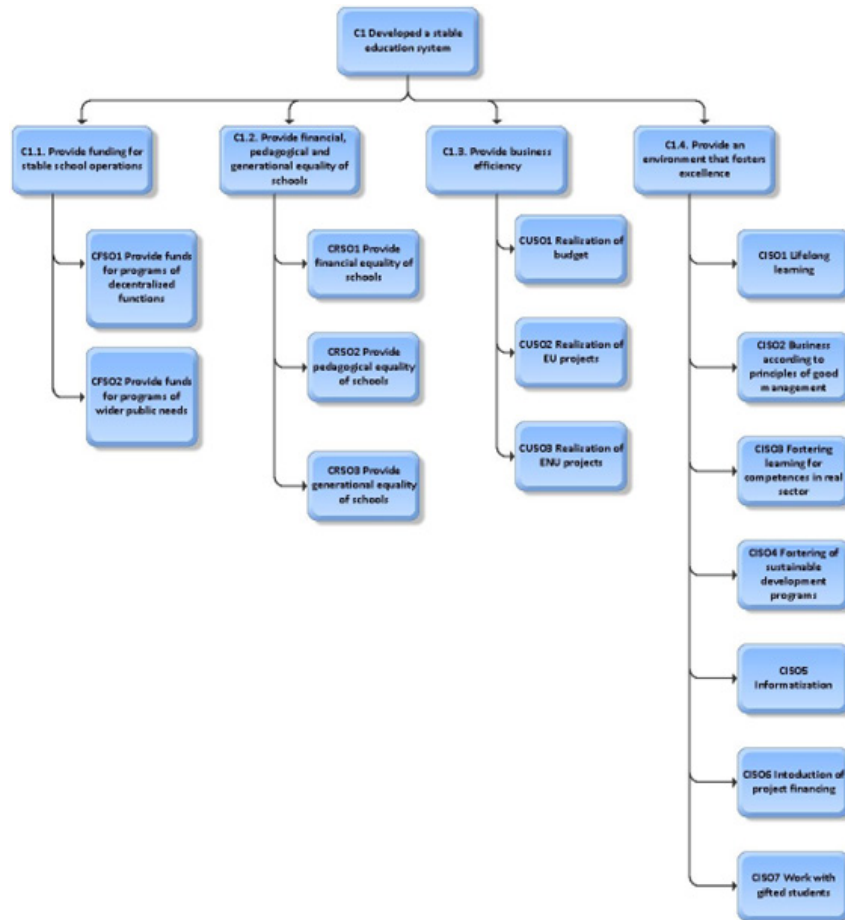 C1 Developed a stable
education system
C1.1. Provide funding for
stable school operations
C1.2. Provide financial,
pedagogical and
generational equality of
schools
C1.3. Provide business
efficiency
C1.4. Provide an
environment that fosters
excellence
CFSO1 Provide funds
for programs of
decentralized
functions
CFSO2 Provide funds
for programs of
wider public needs
CRSO1 Provide
financial equality of
schools
CRSO2 Provide
pedagogical equality
of schools
CRSO3 Provide
generational equality
of schools
CUSO1 Realization of
budget
CUSO2 Realization of
EU projects
CUSO3 Realization of
ENU projects
CISO1 Lifelong
learning
CISO2 Business
according to
principles of good
management
CISO3 Fostering
learning for
competences in real
sector
CISO4 Fostering of
sustainable
development
programs
CISO5
Informatization
CISO6 Intoduction of
project financing
CISO7 Work with
gifted students